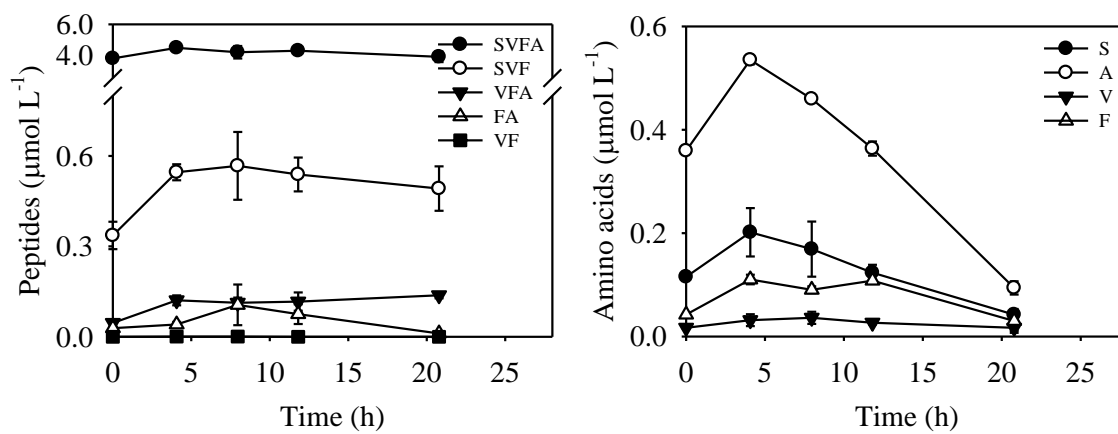 Peptides (µmol L⁻¹)
6.0
4.0
0.6
0.3
0.0
0 5 10 15 20 25
Time (h)
SVFA
SVF
VFA
FA
VF
Amino acids (µmol L⁻¹)
0.6
0.4
0.2
0.0
0 5 10 15 20 25
Time (h)
S
A
V
F